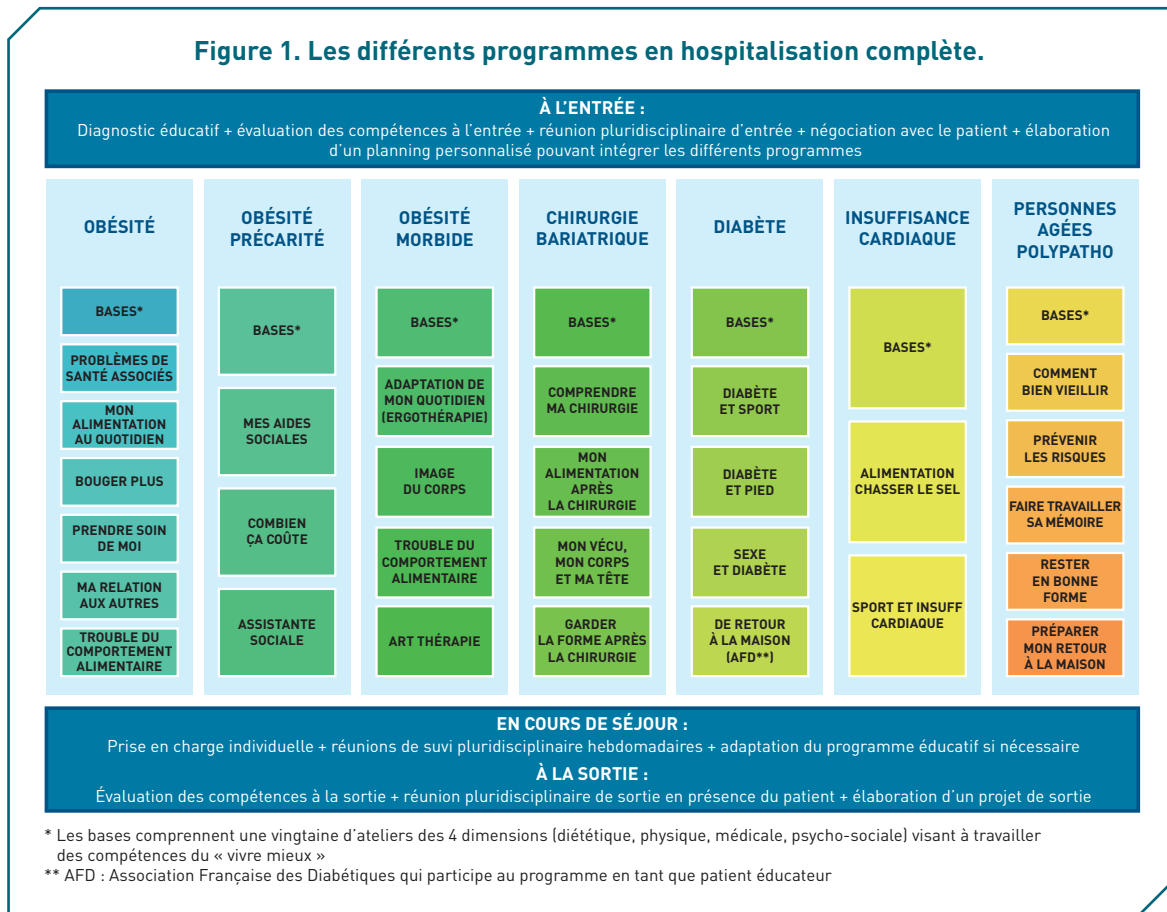 Figure 1. Les différents programmes en hospitalisation complète.
À L'ENTRÉE :
Diagnostic éducatif + évaluation des compétences à l'entrée + réunion pluridisciplinaire d'entrée + négociation avec le patient + élaboration
d'un planning personnalisé pouvant intégrer les différents programmes
OBÉSITÉ
BASES*
PROBLÈMES DE
SANTÉ ASSOCIÉS
MON
ALIMENTATION
AU QUOTIDIEN
BOUGER PLUS
PRENDRE SOIN
DE MOI
MA RELATION
AUX AUTRES
TROUBLE DU
COMPORTEMENT
ALIMENTAIRE
OBÉSITÉ
PRÉCARITÉ
BASES*
MES AIDES
SOCIALES
COMBIEN
ÇA COÛTE
ASSISTANTE
SOCIALE
OBÉSITÉ
MORBIDE
BASES*
ADAPTATION DE
MON QUOTIDIEN
(ERGOTHÉRAPIE)
IMAGE
DU CORPS
TROUBLE DU
COMPORTEMENT
ALIMENTAIRE
ART THÉRAPIE
CHIRURGIE
BARIATRIQUE
BASES*
COMPRENDRE
MA CHIRURGIE
MON
ALIMENTATION
APRÈS
LA CHIRURGIE
MON VÉCU,
MON CORPS
ET MA TÊTE
GARDER
LA FORME APRÈS
LA CHIRURGIE
DIABÈTE
BASES*
DIABÈTE
ET SPORT
DIABÈTE
ET PIED
SEXE
ET DIABÈTE
DE RETOUR
À LA MAISON
(AFD**)
INSUFFISANCE
CARDIAQUE
BASES*
ALIMENTATION
CHASSER LE SEL
SPORT ET INSUFF
CARDIAQUE
PERSONNES
AGÉES
POLYPATHO
BASES*
COMMENT
BIEN VIEILLIR
PRÉVENIR
LES RISQUES
FAIRE TRAVAILLER
SA MÉMOIRE
RESTER
EN BONNE
FORME
PRÉPARER
MON RETOUR
À LA MAISON
EN COURS DE SÉJOUR :
Prise en charge individuelle + réunions de suvi pluridisciplinaire hebdomadaires + adaptation du programme éducatif si nécessaire
À LA SORTIE :
Évaluation des compétences à la sortie + réunion pluridisciplinaire de sortie en présence du patient + élaboration d'un projet de sortie
* Les bases comprennent une vingtaine d'ateliers des 4 dimensions (diététique, physique, médicale, psycho-sociale) visant à travailler
des compétences du « vivre mieux »
** AFD : Association Française des Diabétiques qui participe au programme en tant que patient éducateur